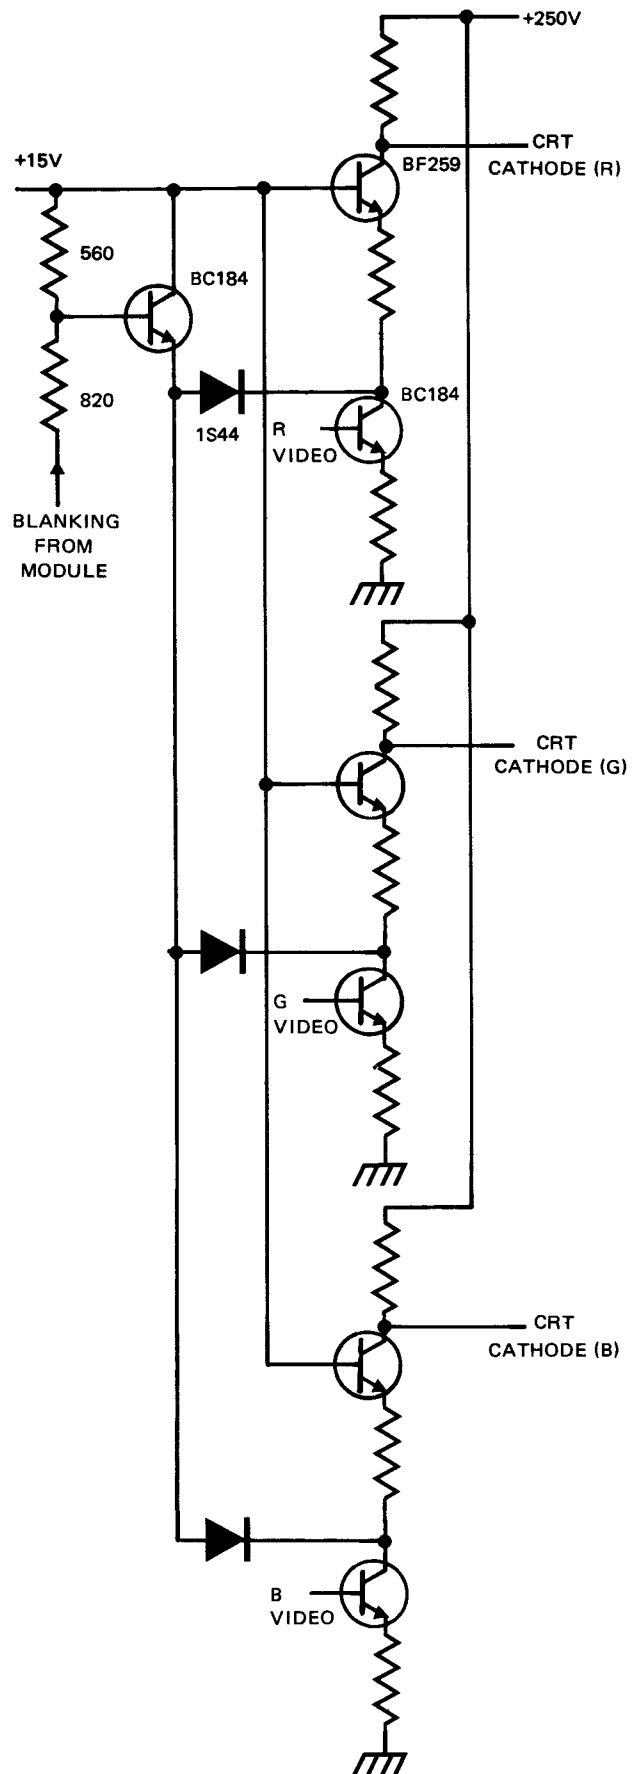 +250V
CRT
CATHODE (R)
BF259
+15V
560
BC184
820
1S44
BC184
R
VIDEO
BLANKING
FROM
MODULE
CRT
CATHODE (G)
G
VIDEO
CRT
CATHODE (B)
B
VIDEO